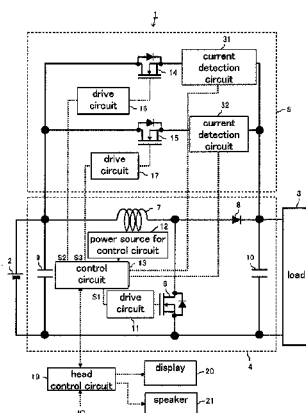 1
31
current
detection
circuit
14
32
drive
circuit
16
current
detection
circuit
15
5
drive
circuit
17
7
8
3
12
power source for
control circuit
2
9
S2
S3
13
control
circuit
6
10
load
S1
drive
circuit
11
4
19
head
control circuit
display
20
speaker
21